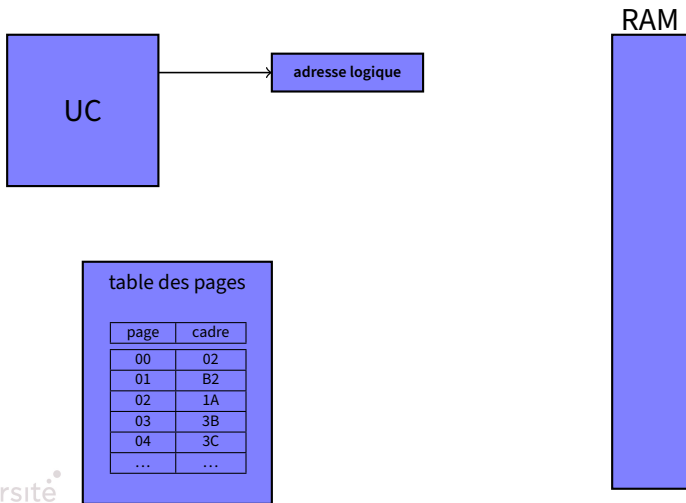 RAM
UC
adresse logique
table des pages
page cadre
00 02
01 B2
02 1A
03 3B
04 3C
... ...